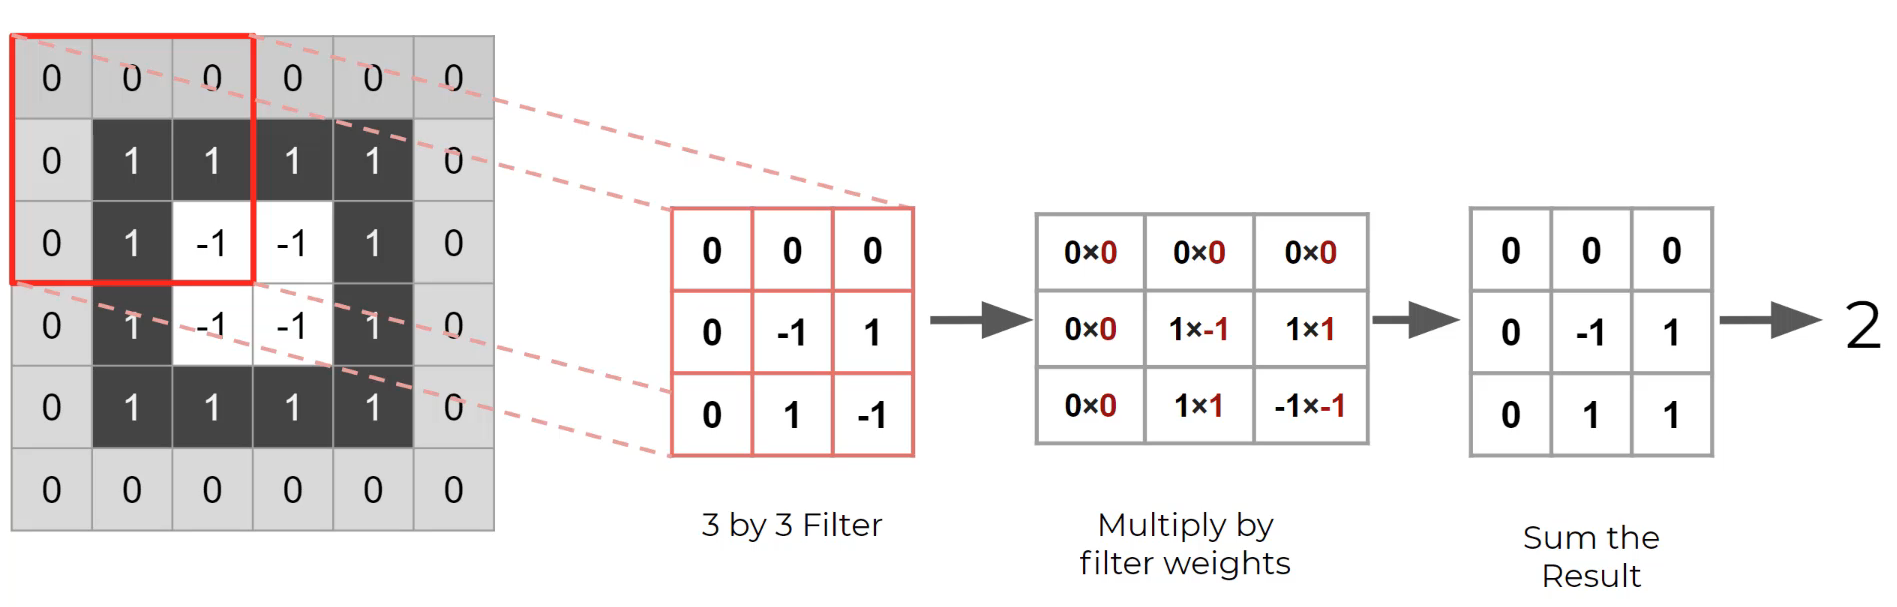 0 0 0 0 0 0
0 1 1 1 1 0
0 1 -1 -1 1 0
0 1 -1 -1 1 0
0 1 1 1 1 0
0 0 0 0 0 0
0 0 0
0 -1 1
0 1 -1
3 by 3 Filter
0×0 0×0 0×0
0×0 1×-1 1×1
0×0 1×1 -1×-1
Multiply by
filter weights
0 0 0
0 -1 1
0 1 1
Sum the
Result
2